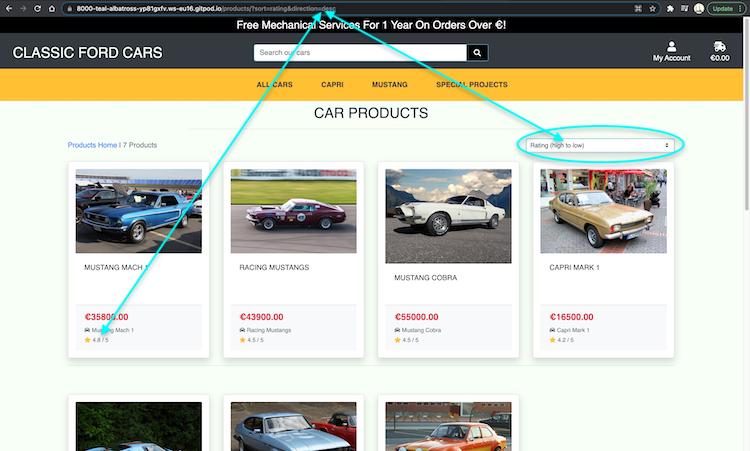 8000-teal-albatross-yp81gxfv.ws-eu16.gitpod.io/products/?sort=rating&direction=desc
Update
Free Mechanical Services For 1 Year On Orders Over €!
CLASSIC FORD CARS
Search our cars
My Account
€0.00
ALL CARS CAPRI MUSTANG SPECIAL PROJECTS
CAR PRODUCTS
Products Home | 7 Products
Rating (high to low)
MUSTANG MACH 1
RACING MUSTANGS
MUSTANG COBRA
CAPRI MARK 1
€35800.00
Mustang Mach 1
4.8 / 5
€43900.00
Racing Mustangs
4.5 / 5
€55000.00
Mustang Cobra
4.5 / 5
€16500.00
Capri Mark 1
4.2 / 5